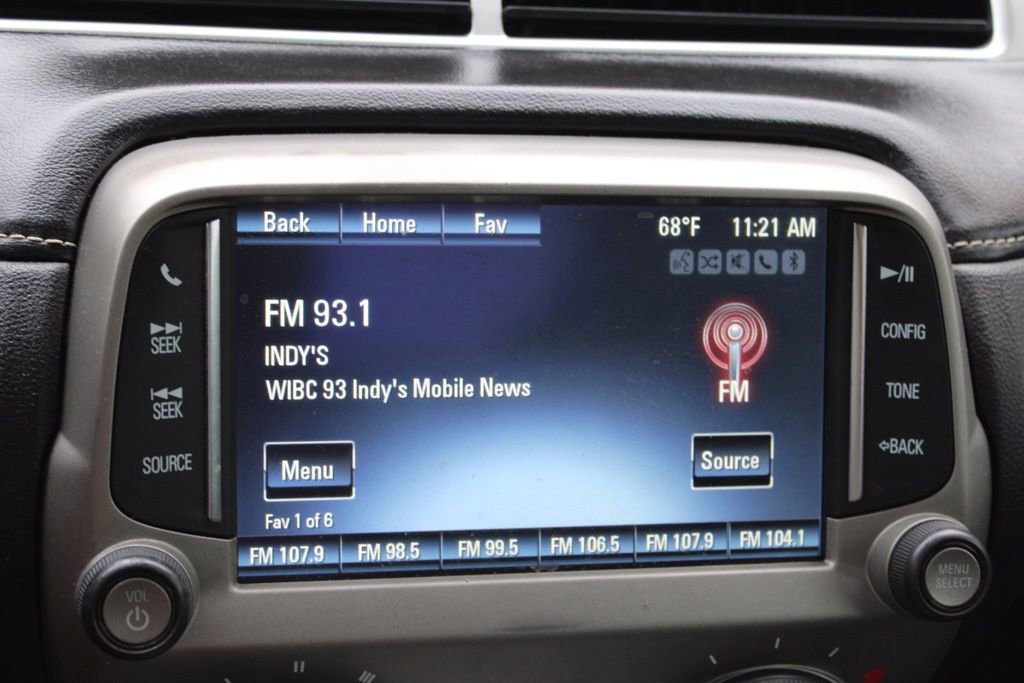 Back Home Fav 68°F 11:21 AM
FM 93.1
INDY'S
WIBC 93 Indy's Mobile News
FM
Menu
Source
Fav 1 of 6
FM 107.9 FM 98.5 FM 99.5 FM 106.5 FM 107.9 FM 104.1
SEEK
SEEK
SOURCE
CONFIG
TONE
BACK
VOL
MENU
SELECT